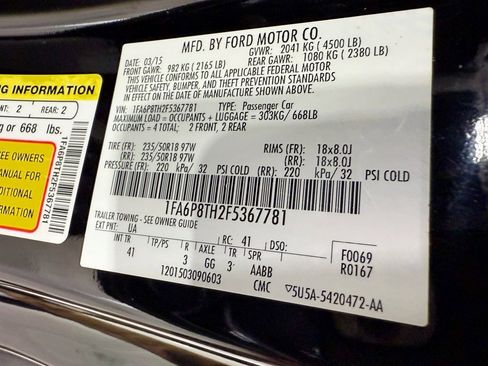 MFD. BY FORD MOTOR CO.
DATE: 03/15 GVWR: 2041 KG (4500 LB)
FRONT GAWR: 982 KG (2165 LB) REAR GAWR: 1080 KG (2380 LB)
THIS VEHICLE CONFORMS TO ALL APPLICABLE FEDERAL MOTOR
VEHICLE SAFETY, BUMPER, AND THEFT PREVENTION STANDARDS
IN EFFECT ON THE DATE OF MANUFACTURE SHOWN ABOVE
VEHICLE: VIN: 1FA6P8TH2F5367781 TYPE: Passenger Car
MAXIMUM LOAD = OCCUPANTS + LUGGAGE = 303KG/ 668LB
OCCUPANTS = 4 TOTAL; 2 FRONT, 2 REAR
TIRE (FR): 235/50R18 97W RIMS (FR): 18x8.0J
(RR): 235/50R18 97W (RR): 18x8.0J
PRESSURE (FR): 220 kPa/ 32 PSI COLD (RR): 220 kPa/ 32 PSI COLD
1FA6P8TH2F5367781
TRAILER TOWING - SEE OWNER GUIDE
EXT PNT: UA RC: 41 DSO: F0069
INT TR TP/PS R AXLE TR SPR R0167
41 3 GG 3 AABB
1201503090603 CMC 5U5A-5420472-AA
NG INFORMATION
2 REAR: 2
or 668 lbs.
EE OWNERS
MANUAL FOR
DDITIONAL
ORMATION
1FA6P8TH2F5367781